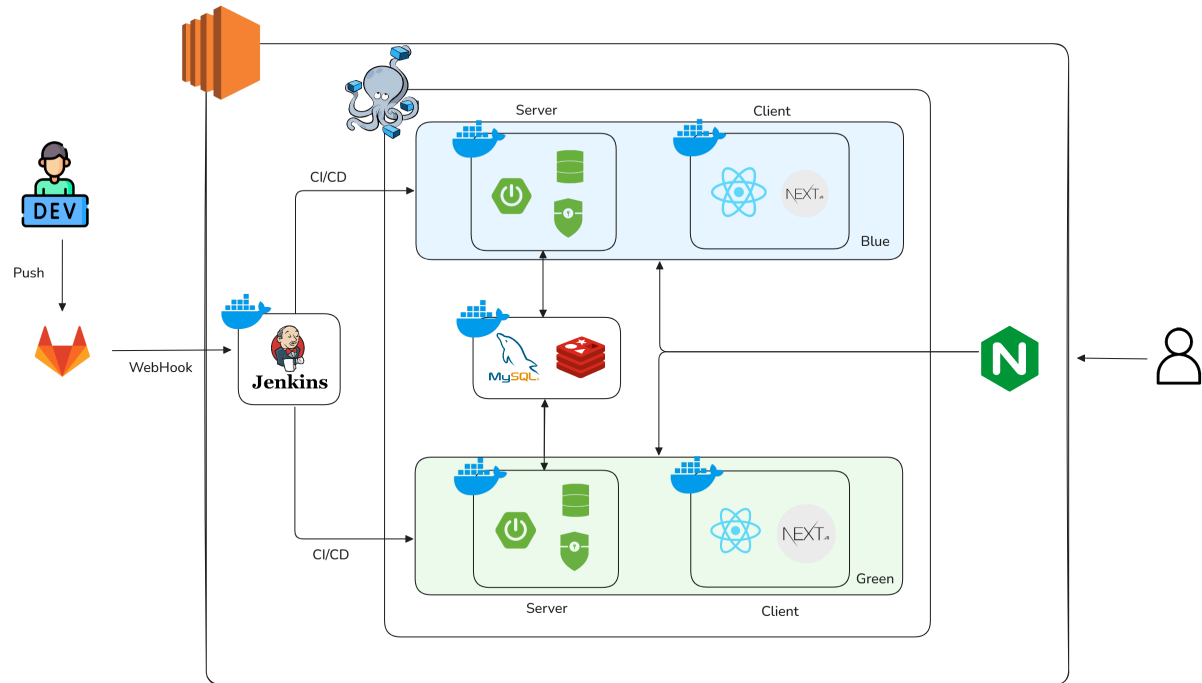 Server
Client
CI/CD
DEV
NEXT.JS
Blue
Push
WebHook
Jenkins
MySQL
N
NEXT.JS
CI/CD
Green
Server
Client